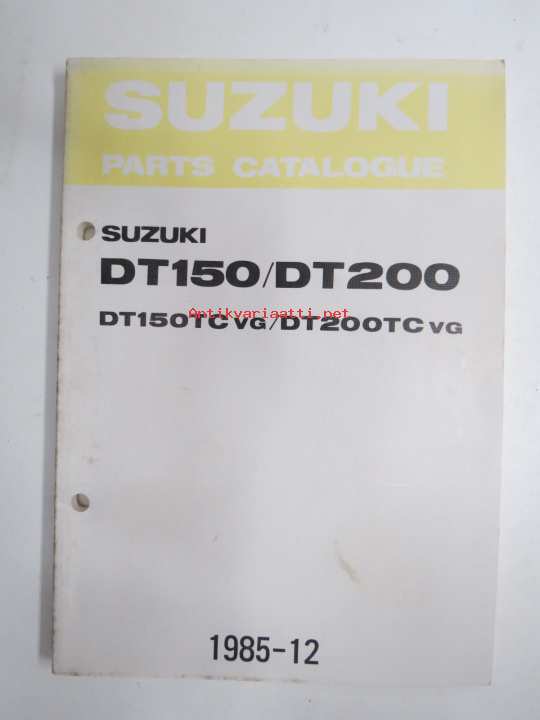 SUZUKI
PARTS CATALOGUE
SUZUKI
DT150/DT200
Antikvariaatti.net
DT150TC VG/DT200TC VG
1985-12